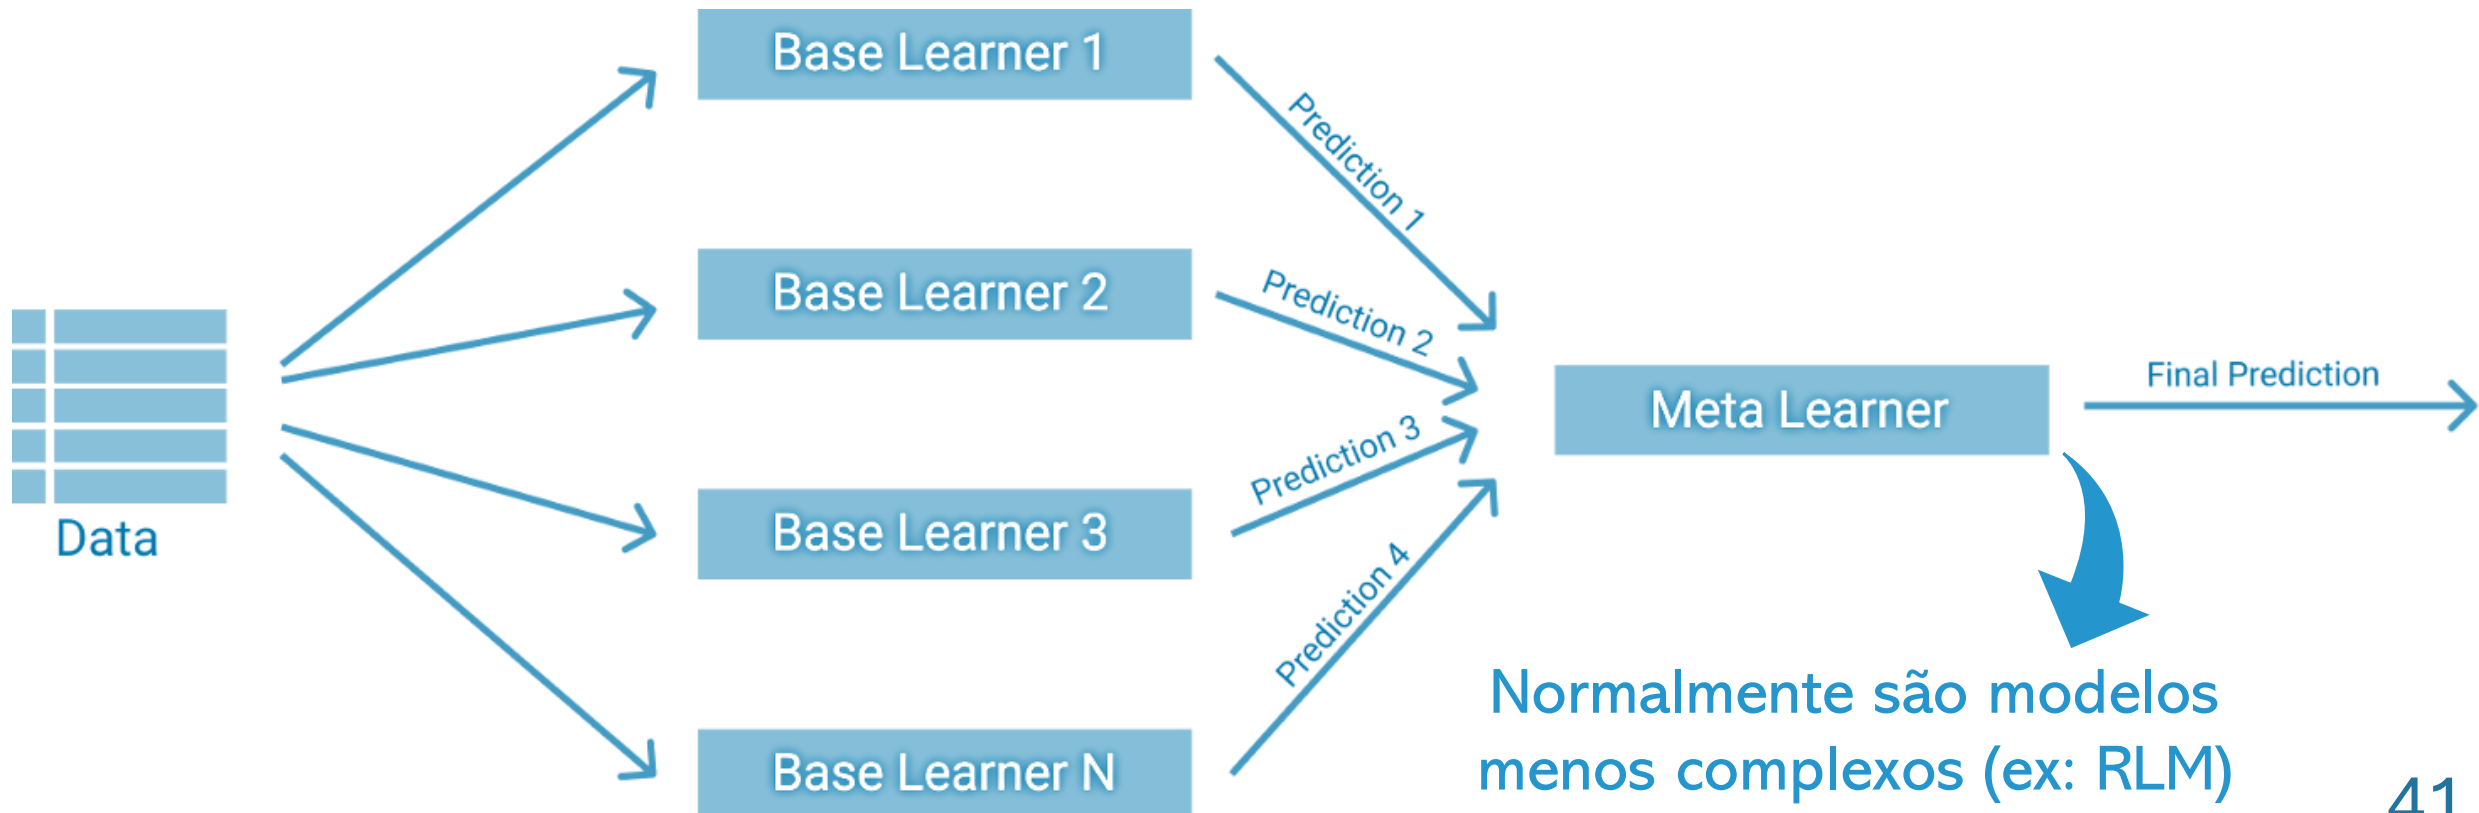 Base Learner 1
Prediction 1
Base Learner 2
Prediction 2
Data
Meta Learner
Final Prediction
Base Learner 3
Prediction 3
Base Learner N
Prediction 4
Normalmente são modelos
menos complexos (ex: RLM)
41